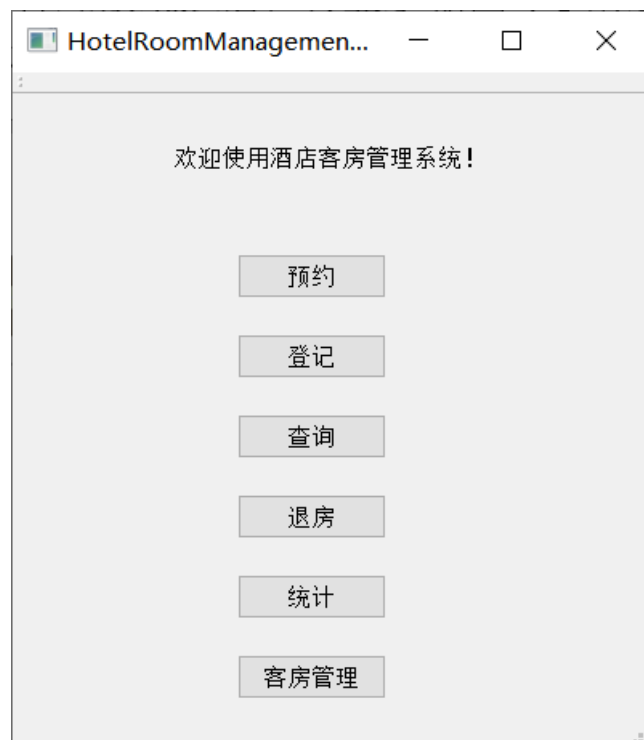 HotelRoomManagemen...
欢迎使用酒店客房管理系统!
预约
登记
查询
退房
统计
客房管理